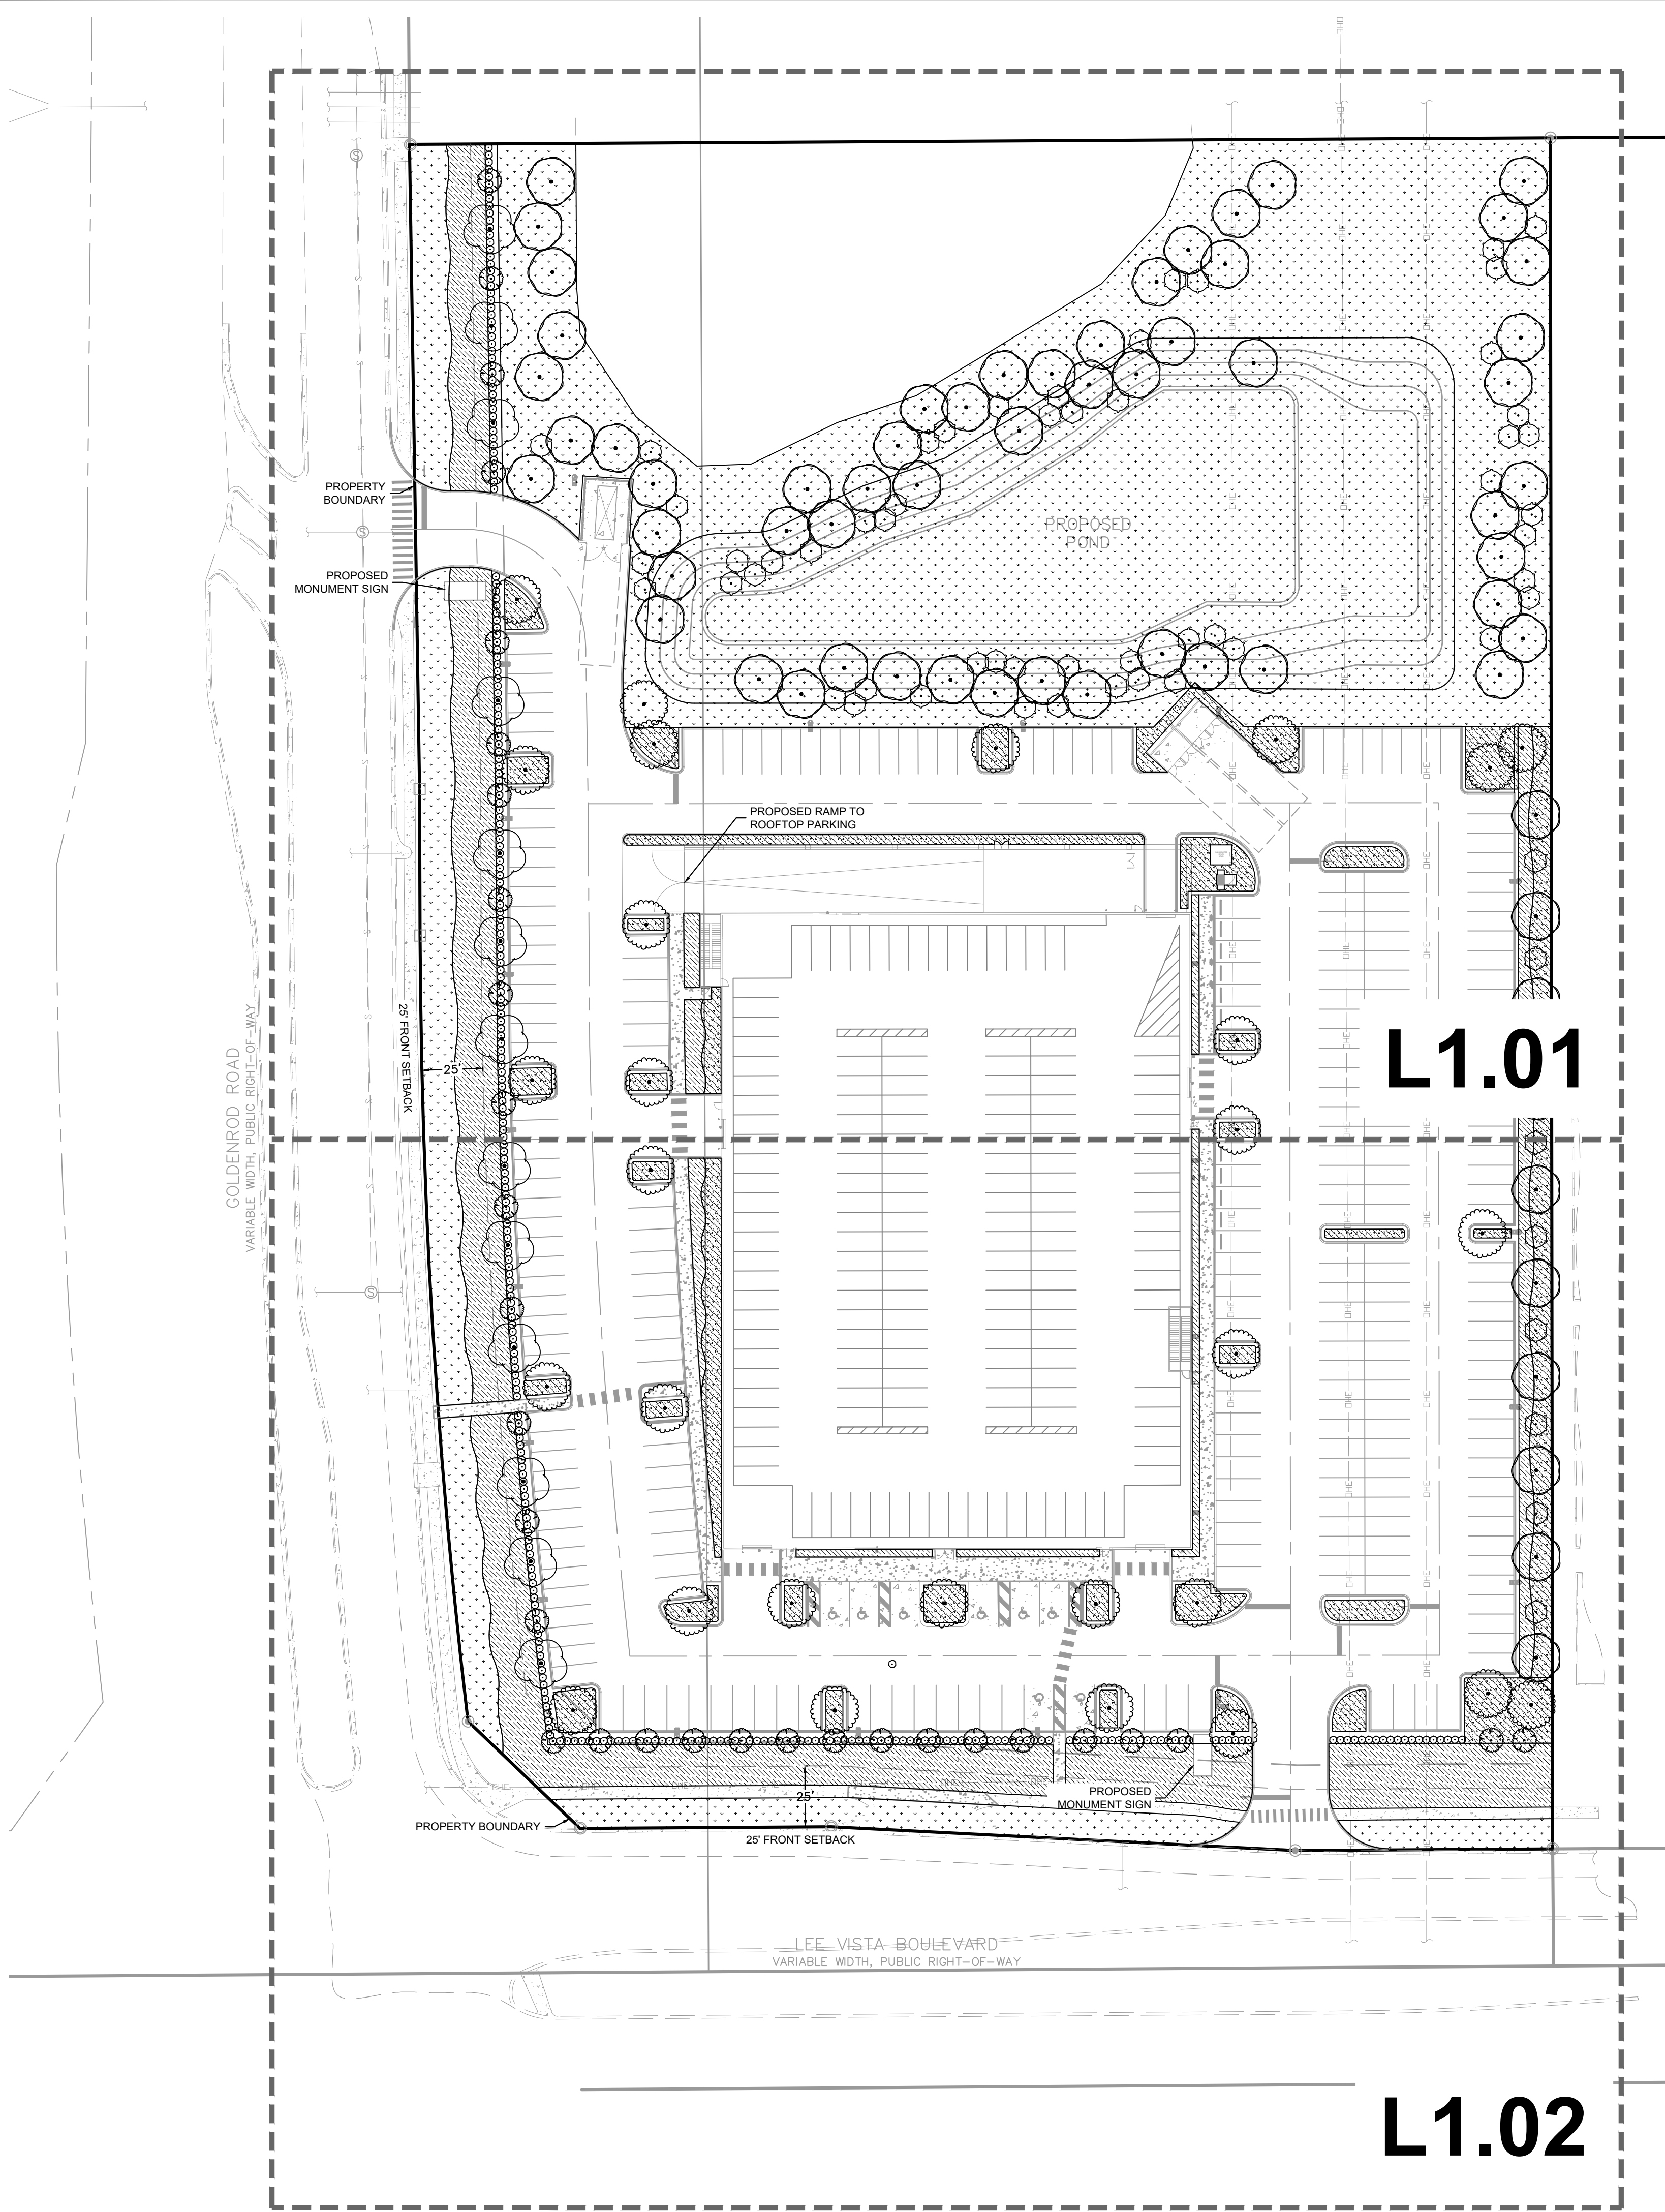 PROPERTY
BOUNDARY
PROPOSED
POND
PROPOSED
MONUMENT SIGN
PROPOSED RAMP TO
ROOFTOP PARKING
L1.01
25' FRONT SETBACK
25'
GOLDENROD ROAD
VARIABLE WIDTH, PUBLIC RIGHT-OF-WAY
PROPOSED
MONUMENT SIGN
25'
PROPERTY BOUNDARY
25' FRONT SETBACK
LEE VISTA BOULEVARD
VARIABLE WIDTH, PUBLIC RIGHT-OF-WAY
L1.02